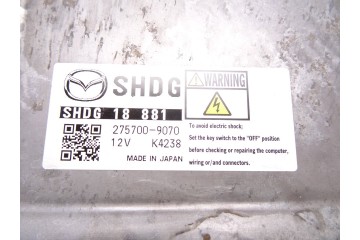 SHDG
WARNING
SHDG 18 881
275700-9070
12V K4238
MADE IN JAPAN
To avoid electric shock;
Set the key switch to the "OFF" position
before checking or repairing the computer,
wiring or/and connectors.